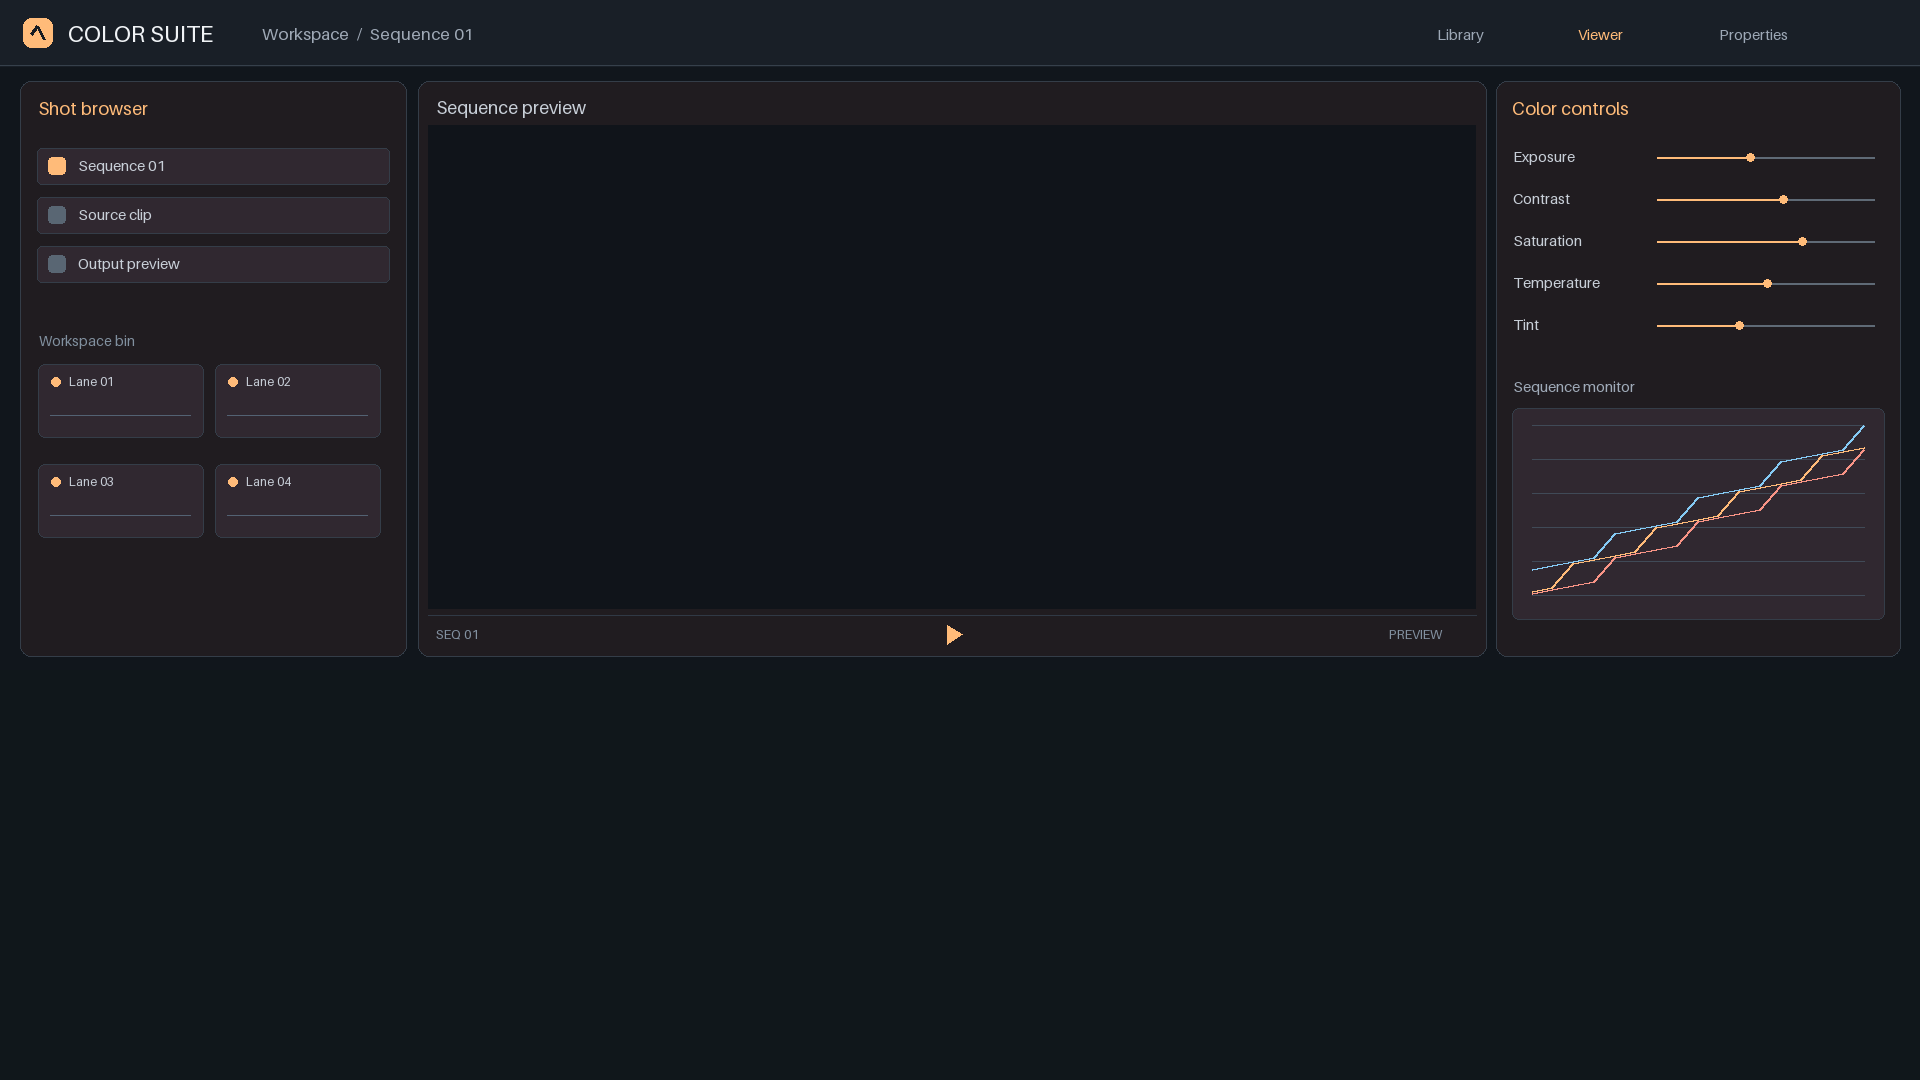 COLOR SUITE
Workspace / Sequence 01
Library
Viewer
Properties
Shot browser
Sequence 01
Source clip
Output preview
Workspace bin
Lane 01
Lane 02
Lane 03
Lane 04
Sequence preview
SEQ 01
PREVIEW
Color controls
Exposure
Contrast
Saturation
Temperature
Tint
Sequence monitor